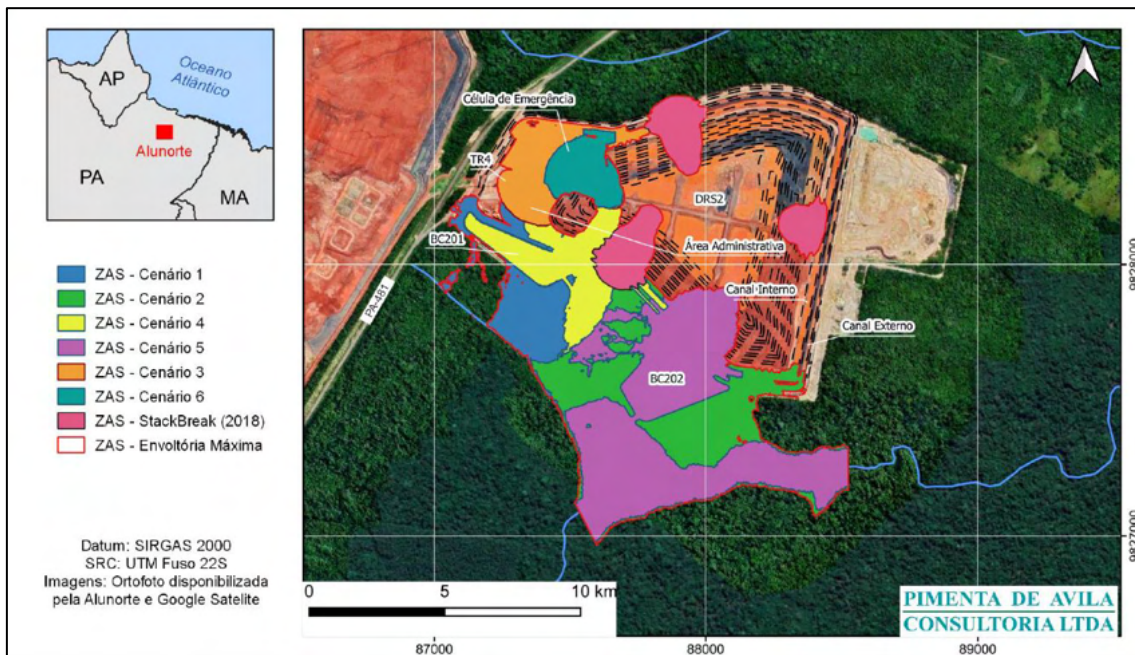 AP
Oceano
Atlântico
Alunorte
PA
MA
ZAS - Cenário 1
ZAS - Cenário 2
ZAS - Cenário 4
ZAS - Cenário 5
ZAS - Cenário 3
ZAS - Cenário 6
ZAS - StackBreak (2018)
ZAS - Envoltória Máxima
Datum: SIRGAS 2000
SRC: UTM Fuso 22S
Imagens: Ortofoto disponibilizada
pela Alunorte e Google Satelite
Célula de Emergência
TR4
DRS2
BC201
Área Administrativa
Canal Interno
PA-481
Canal Externo
BC202
9828000
9827000
0 5 10 km
PIMENTA DE AVILA
CONSULTORIA LTDA
87000 88000 89000